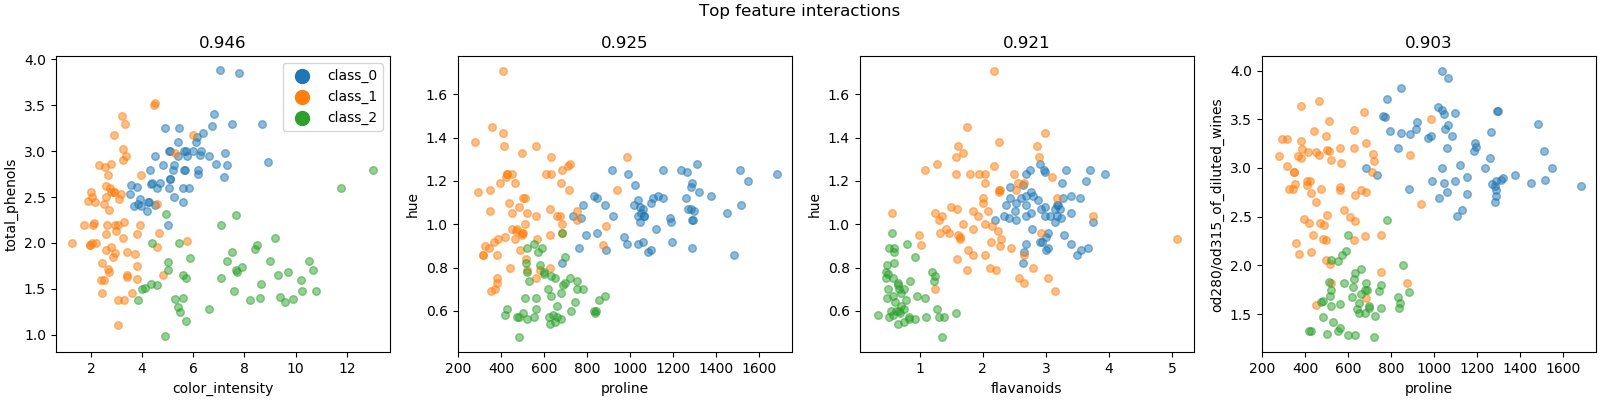 Top feature interactions
0.946
4.0
3.5
3.0
2.5
2.0
1.5
1.0
total_phenols
2 4 6 8 10 12
color_intensity
class_0
class_1
class_2
0.925
1.6
1.4
1.2
1.0
0.8
0.6
hue
200 400 600 800 1000 1200 1400 1600
proline
0.921
1.6
1.4
1.2
1.0
0.8
0.6
hue
1 2 3 4 5
flavanoids
0.903
4.0
3.5
3.0
2.5
2.0
1.5
od280/od315_of_diluted_wines
200 400 600 800 1000 1200 1400 1600
proline